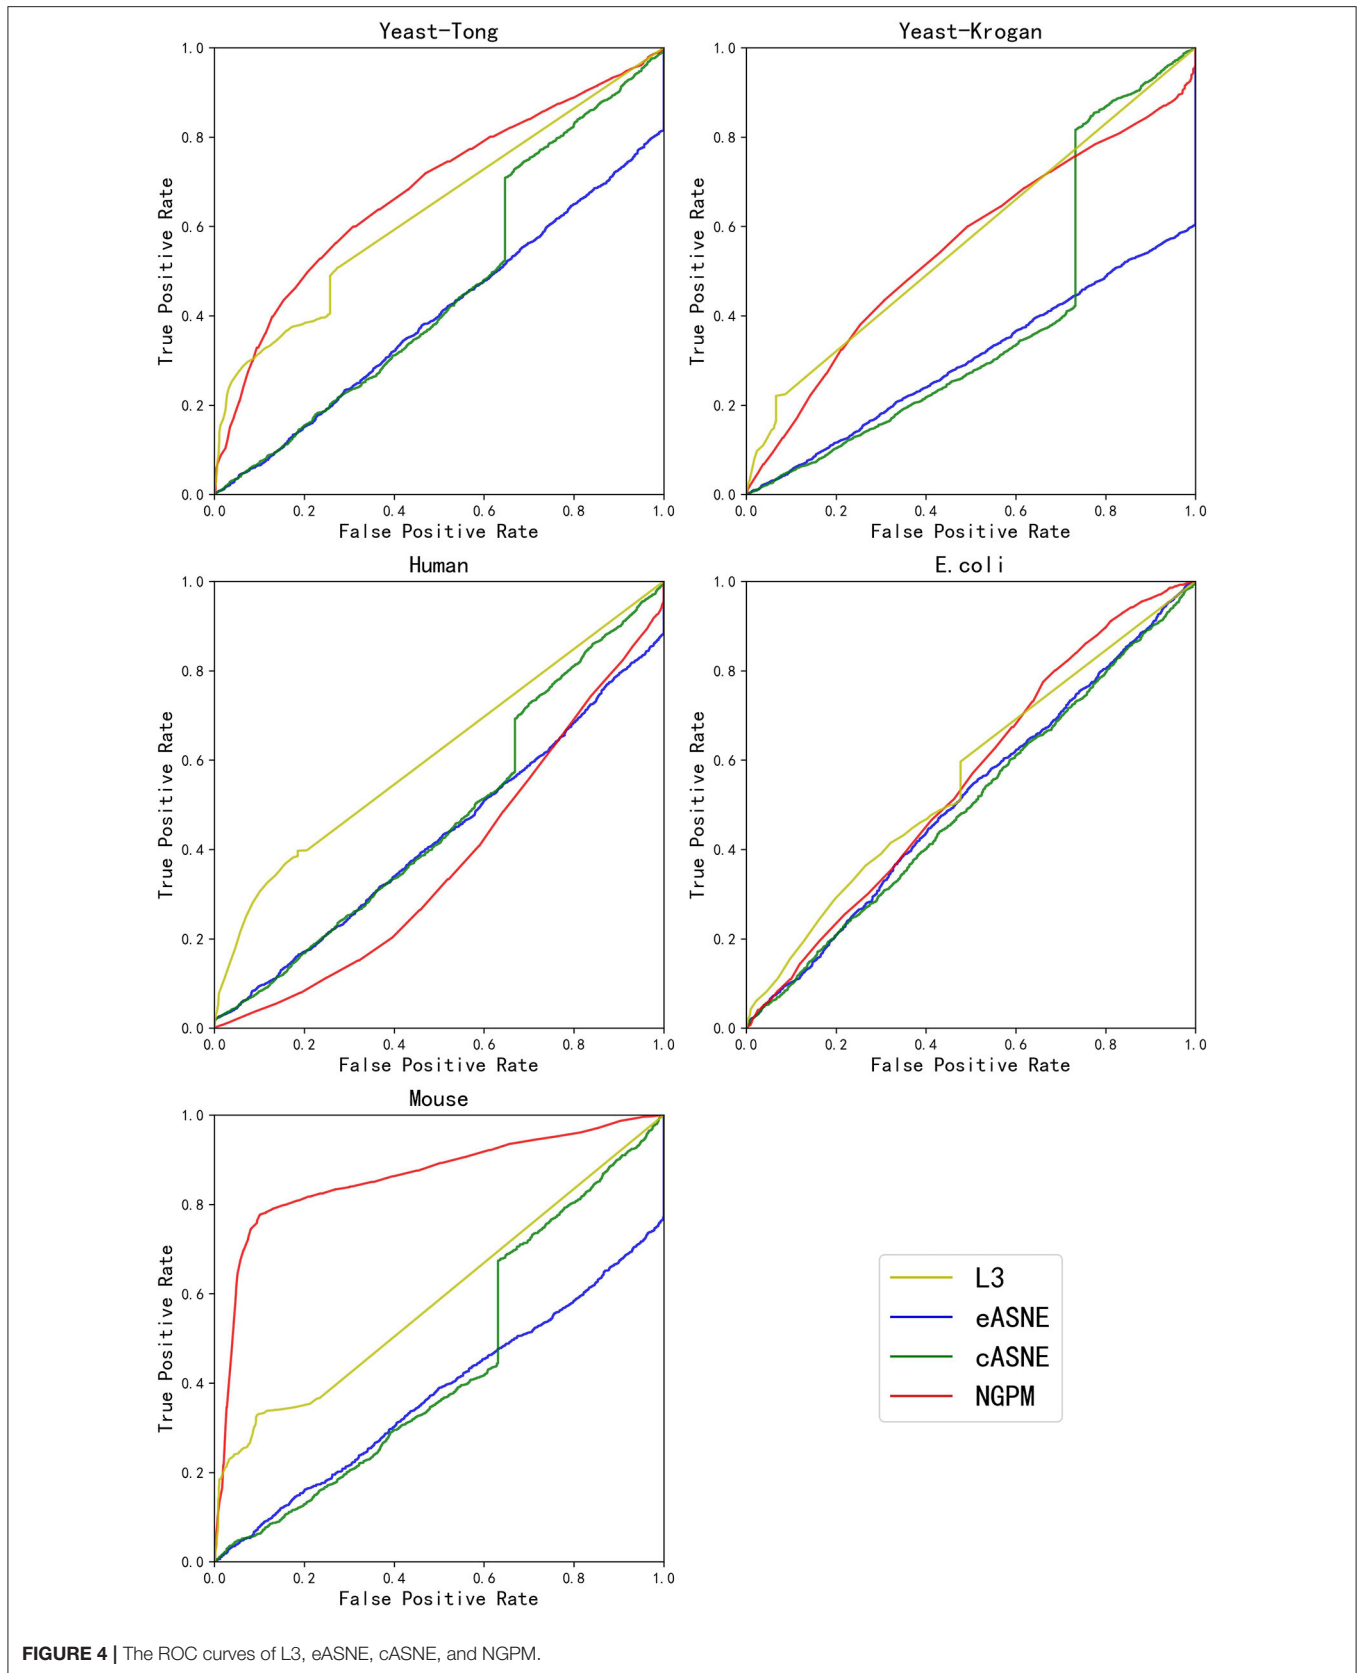 Yeast-Tong
1.0
0.8
0.6
0.4
0.2
0.0
True Positive Rate
0.0 0.2 0.4 0.6 0.8 1.0
False Positive Rate
Yeast-Krogan
1.0
0.8
0.6
0.4
0.2
0.0
True Positive Rate
0.0 0.2 0.4 0.6 0.8 1.0
False Positive Rate
Human
1.0
0.8
0.6
0.4
0.2
0.0
True Positive Rate
0.0 0.2 0.4 0.6 0.8 1.0
False Positive Rate
E.coli
1.0
0.8
0.6
0.4
0.2
0.0
True Positive Rate
0.0 0.2 0.4 0.6 0.8 1.0
False Positive Rate
Mouse
1.0
0.8
0.6
0.4
0.2
0.0
True Positive Rate
0.0 0.2 0.4 0.6 0.8 1.0
False Positive Rate
L3
eASNE
cASNE
NGPM
FIGURE 4 | The ROC curves of L3, eASNE, cASNE, and NGPM.